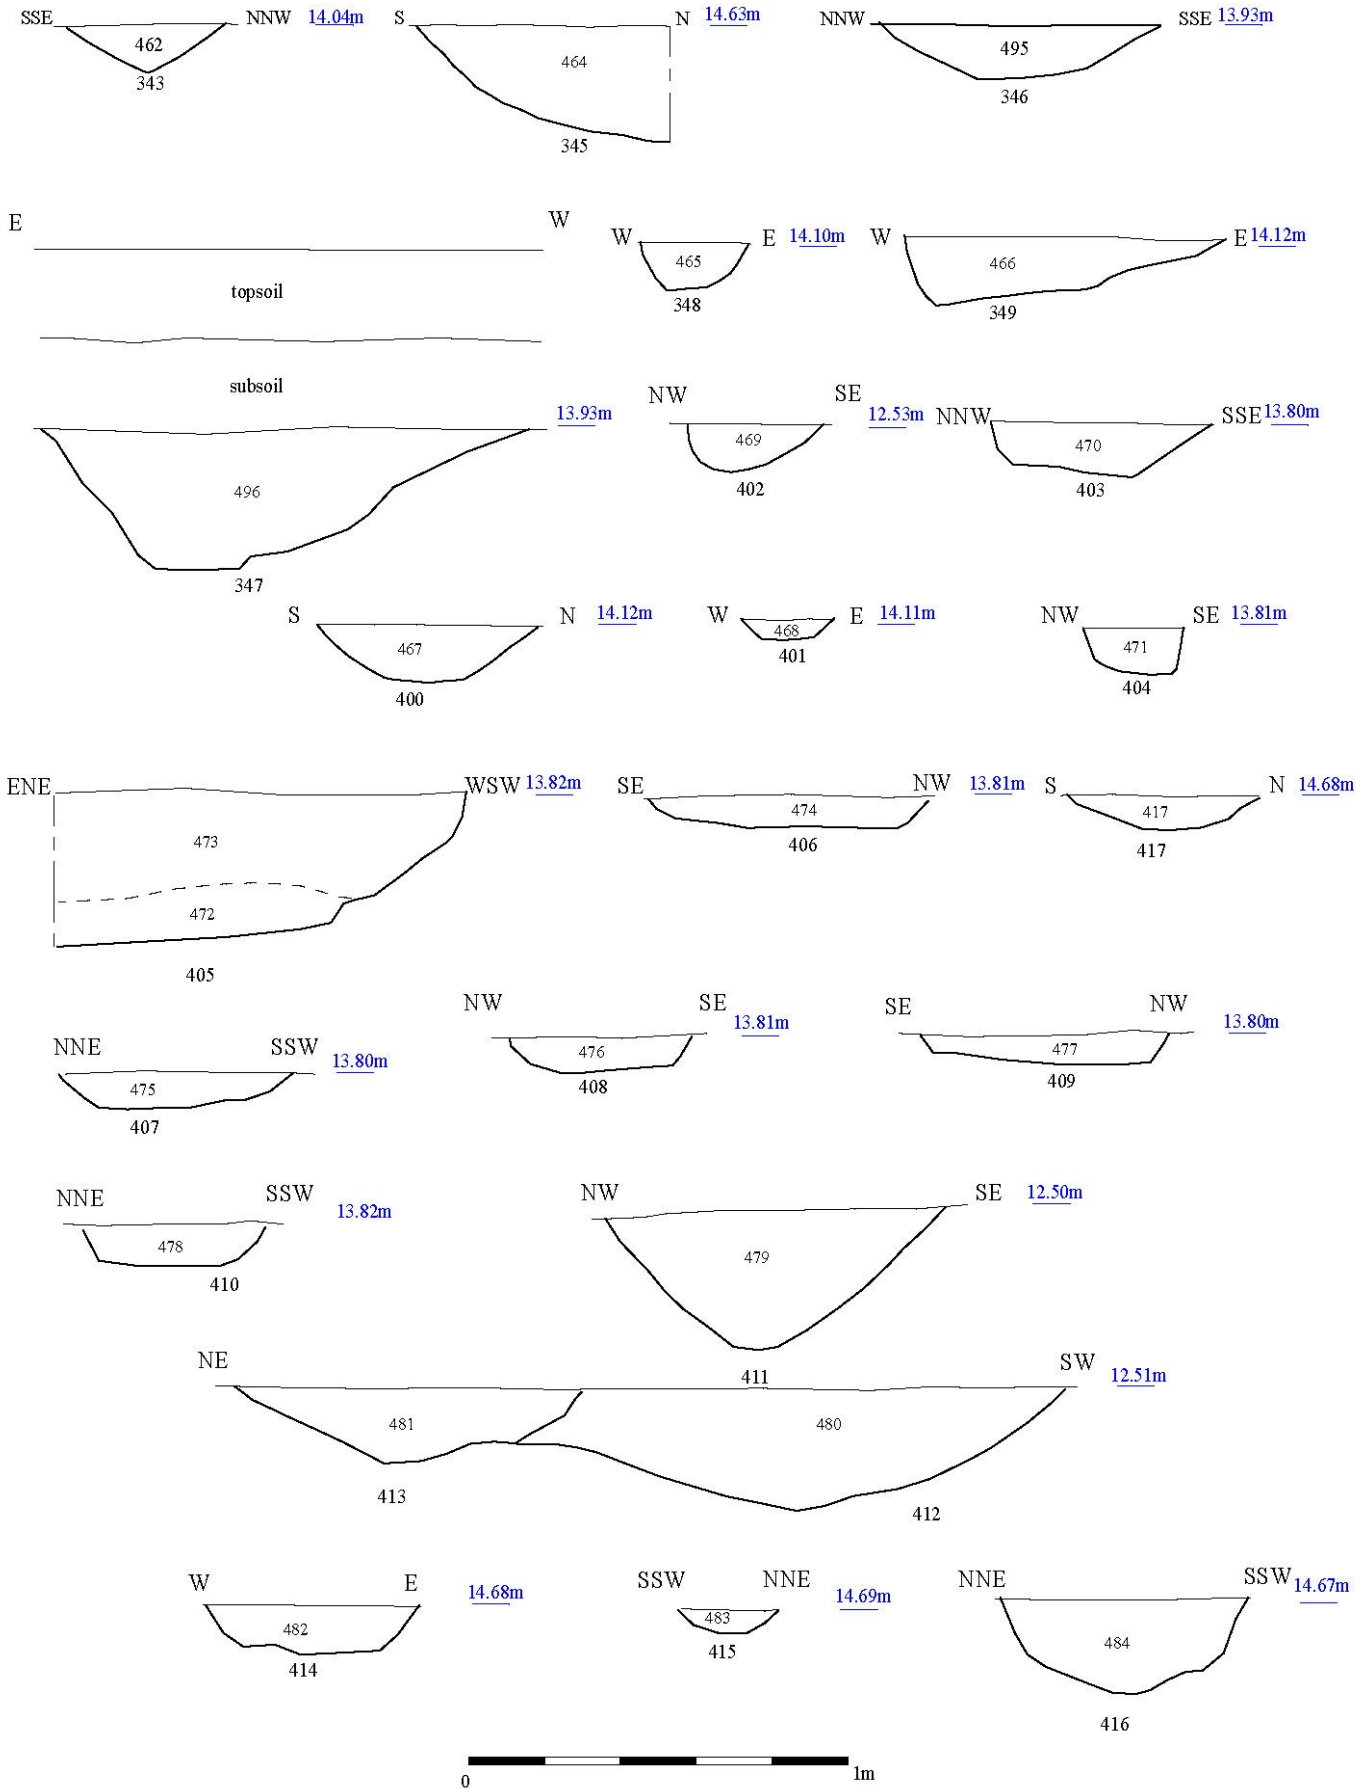 SSE NNW 14.04m S N 14.63m NNW SSE 13.93m
462 464 495
343 345 346
E W W E 14.10m W E 14.12m
465 466
topsoil 348 349
subsoil NW SE NNW SSE
13.93m 12.53m 13.80m
469 470
496 402 403
347
S N 14.12m W E 14.11m NW SE 13.81m
467 468 471
400 401 404
ENE WSW 13.82m SE NW 13.81m S N 14.68m
473 474 417
472 406 417
405
NW SE 13.81m SE NW 13.80m
NNE SSW 13.80m 476 477
475 408 409
407
NNE SSW 13.82m NW SE 12.50m
478 479
410
411
NE SW 12.51m
481 480
413 412
W E 14.68m SSW NNE 14.69m NNE SSW 14.67m
482 483 484
414 415 416
0 1m